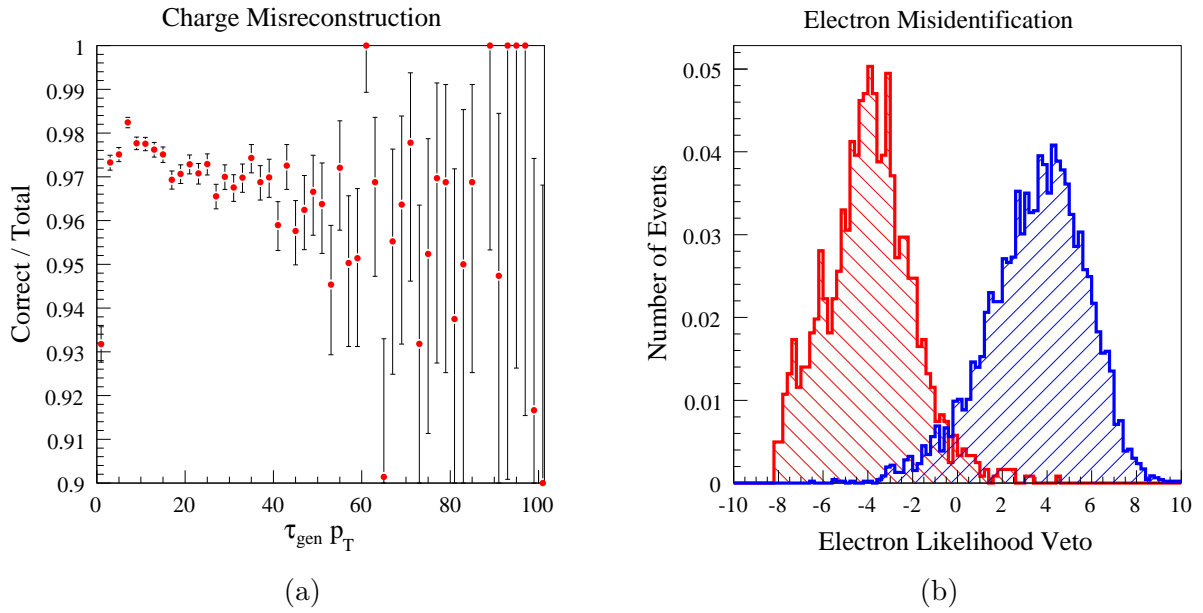 Charge Misreconstruction
Correct / Total
1
0.99
0.98
0.97
0.96
0.95
0.94
0.93
0.92
0.91
0.9
0 20 40 60 80 100
τgen pT
(a)
Electron Misidentification
Number of Events
0.05
0.04
0.03
0.02
0.01
0
-10 -8 -6 -4 -2 0 2 4 6 8 10
Electron Likelihood Veto
(b)